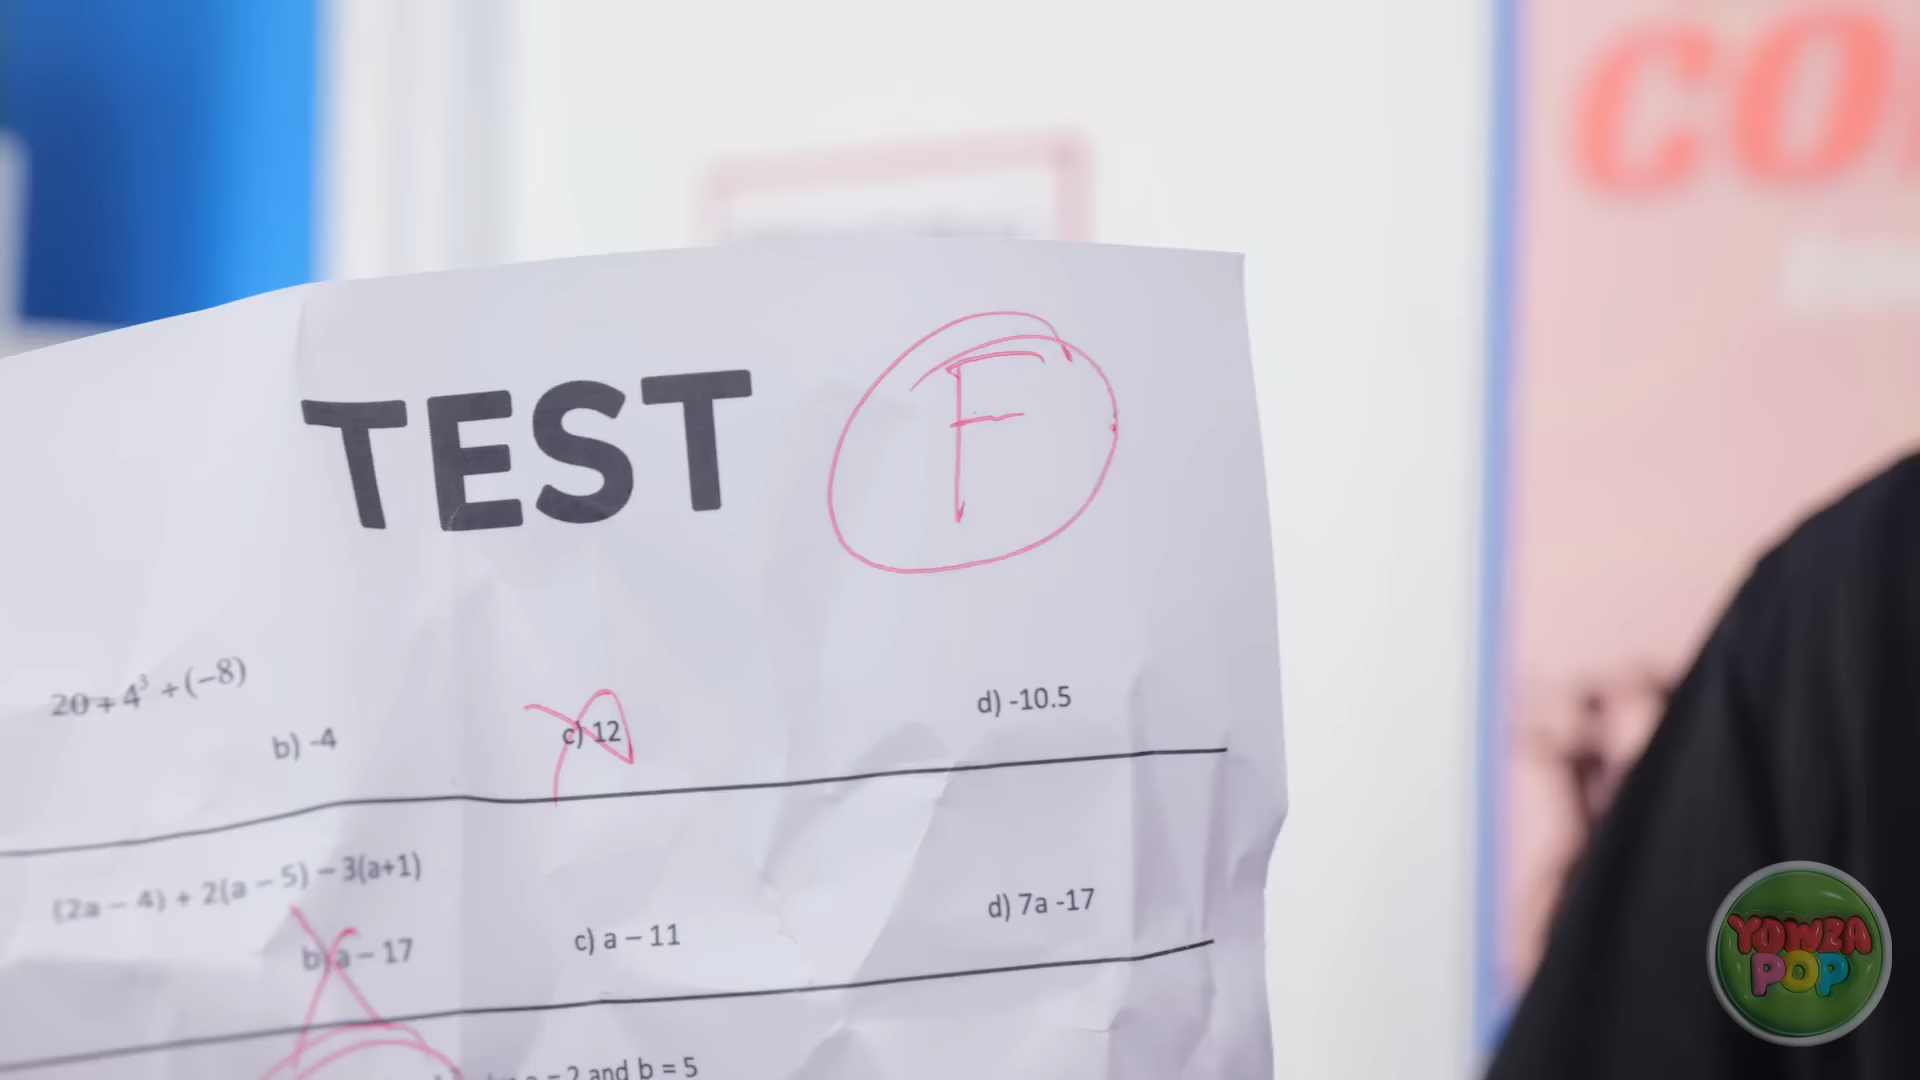 CO
TEST F
20 + 4³ + (−8)
b) -4
c) 12
d) -10.5
(2a − 4) + 2(a − 5) − 3(a+1)
b) a − 17
c) a − 11
d) 7a -17
= 2 and b = 5
YOWZA
POP